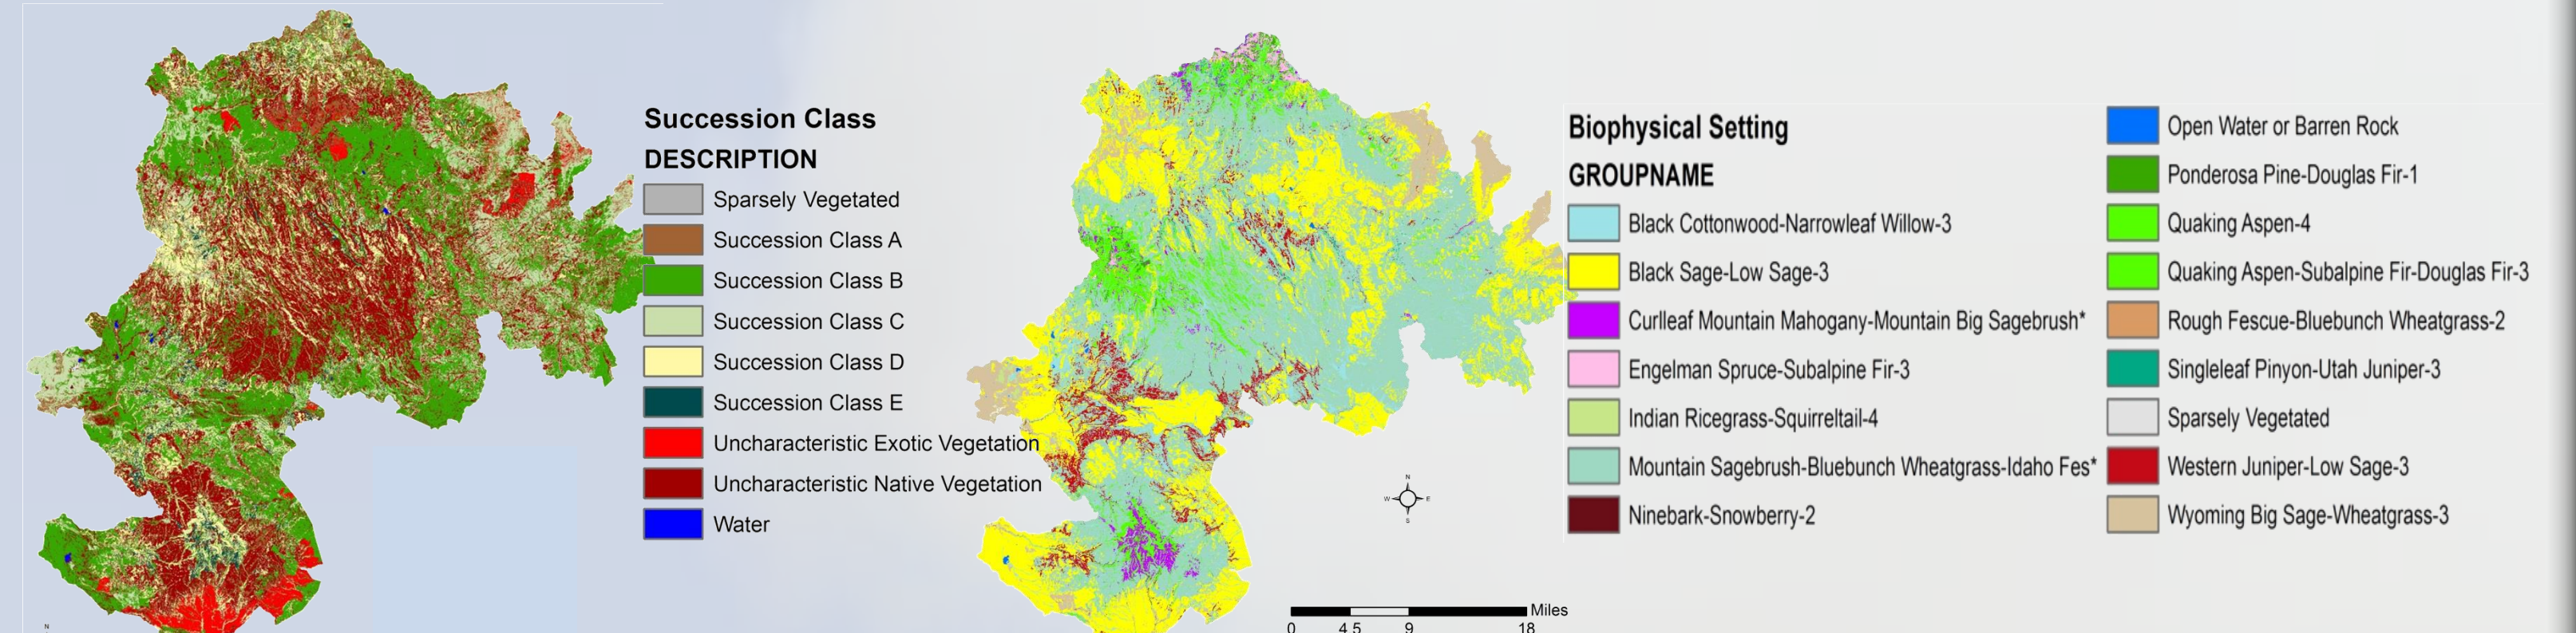 Succession Class
DESCRIPTION
Sparsely Vegetated
Succession Class A
Succession Class B
Succession Class C
Succession Class D
Succession Class E
Uncharacteristic Exotic Vegetation
Uncharacteristic Native Vegetation
Water
N
N
W E
S
Miles
0 4.5 9 18
Biophysical Setting
GROUPNAME
Black Cottonwood-Narrowleaf Willow-3
Black Sage-Low Sage-3
Curlleaf Mountain Mahogany-Mountain Big Sagebrush*
Engelman Spruce-Subalpine Fir-3
Indian Ricegrass-Squirreltail-4
Mountain Sagebrush-Bluebunch Wheatgrass-Idaho Fes*
Ninebark-Snowberry-2
Open Water or Barren Rock
Ponderosa Pine-Douglas Fir-1
Quaking Aspen-4
Quaking Aspen-Subalpine Fir-Douglas Fir-3
Rough Fescue-Bluebunch Wheatgrass-2
Singleleaf Pinyon-Utah Juniper-3
Sparsely Vegetated
Western Juniper-Low Sage-3
Wyoming Big Sage-Wheatgrass-3